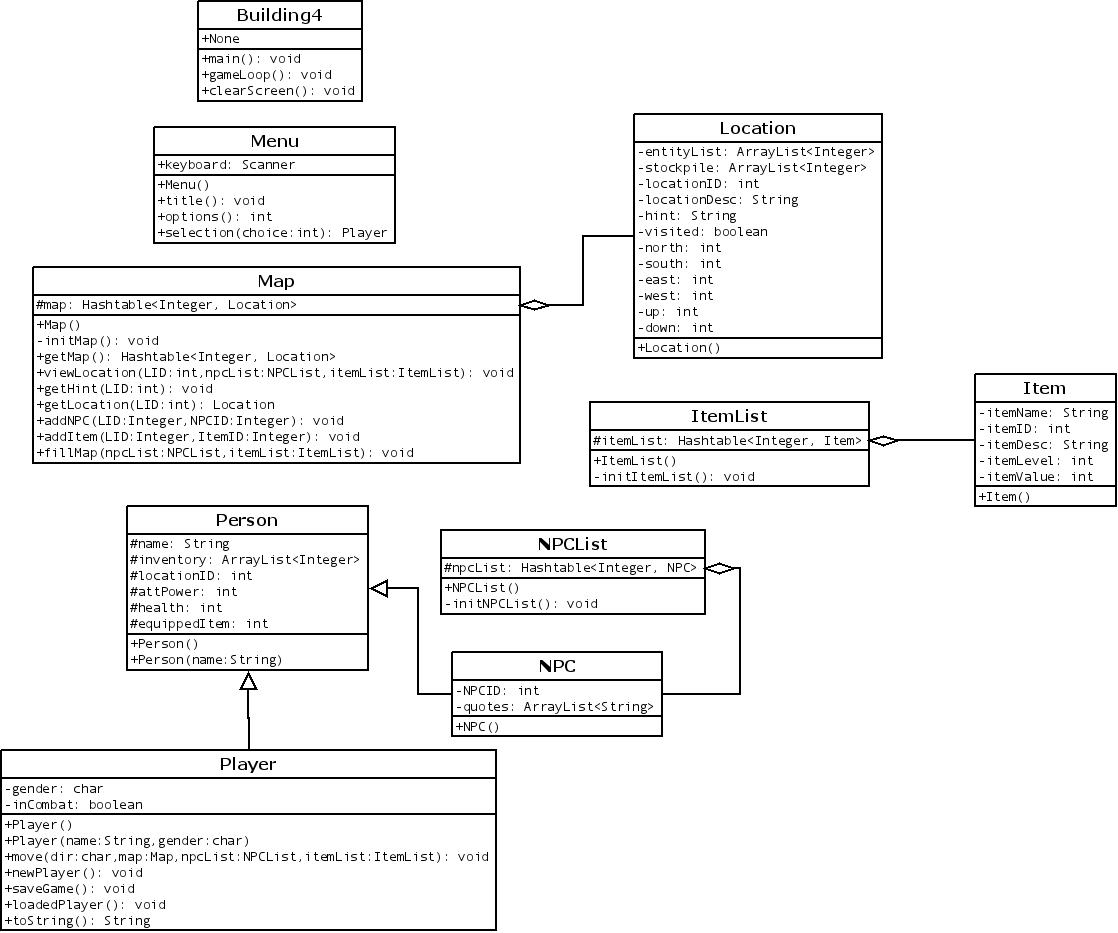 Building4
+None
+main(): void
+gameLoop(): void
+clearScreen(): void
Menu
+keyboard: Scanner
+Menu()
+title(): void
+options(): int
+selection(choice:int): Player
Location
-entityList: ArrayList<Integer>
-stockpile: ArrayList<Integer>
-locationID: int
-locationDesc: String
-hint: String
-visited: boolean
-north: int
-south: int
-east: int
-west: int
-up: int
-down: int
+Location()
Map
#map: Hashtable<Integer, Location>
+Map()
-initMap(): void
+getMap(): Hashtable<Integer, Location>
+viewLocation(LID:int,npcList:NPCList,itemList:ItemList): void
+getHint(LID:int): void
+getLocation(LID:int): Location
+addNPC(LID:Integer,NPCID:Integer): void
+addItem(LID:Integer,ItemID:Integer): void
+fillMap(npcList:NPCList,itemList:ItemList): void
ItemList
#itemList: Hashtable<Integer, Item>
+ItemList()
-initItemList(): void
Item
-itemName: String
-itemID: int
-itemDesc: String
-itemLevel: int
-itemValue: int
+Item()
Person
#name: String
#inventory: ArrayList<Integer>
#locationID: int
#attPower: int
#health: int
#equippedItem: int
+Person()
+Person(name:String)
NPCList
#npcList: Hashtable<Integer, NPC>
+NPCList()
-initNPCList(): void
NPC
-NPCID: int
-quotes: ArrayList<String>
+NPC()
Player
-gender: char
-inCombat: boolean
+Player()
+Player(name:String,gender:char)
+move(dir:char,map:Map,npcList:NPCList,itemList:ItemList): void
+newPlayer(): void
+saveGame(): void
+loadedPlayer(): void
+toString(): String